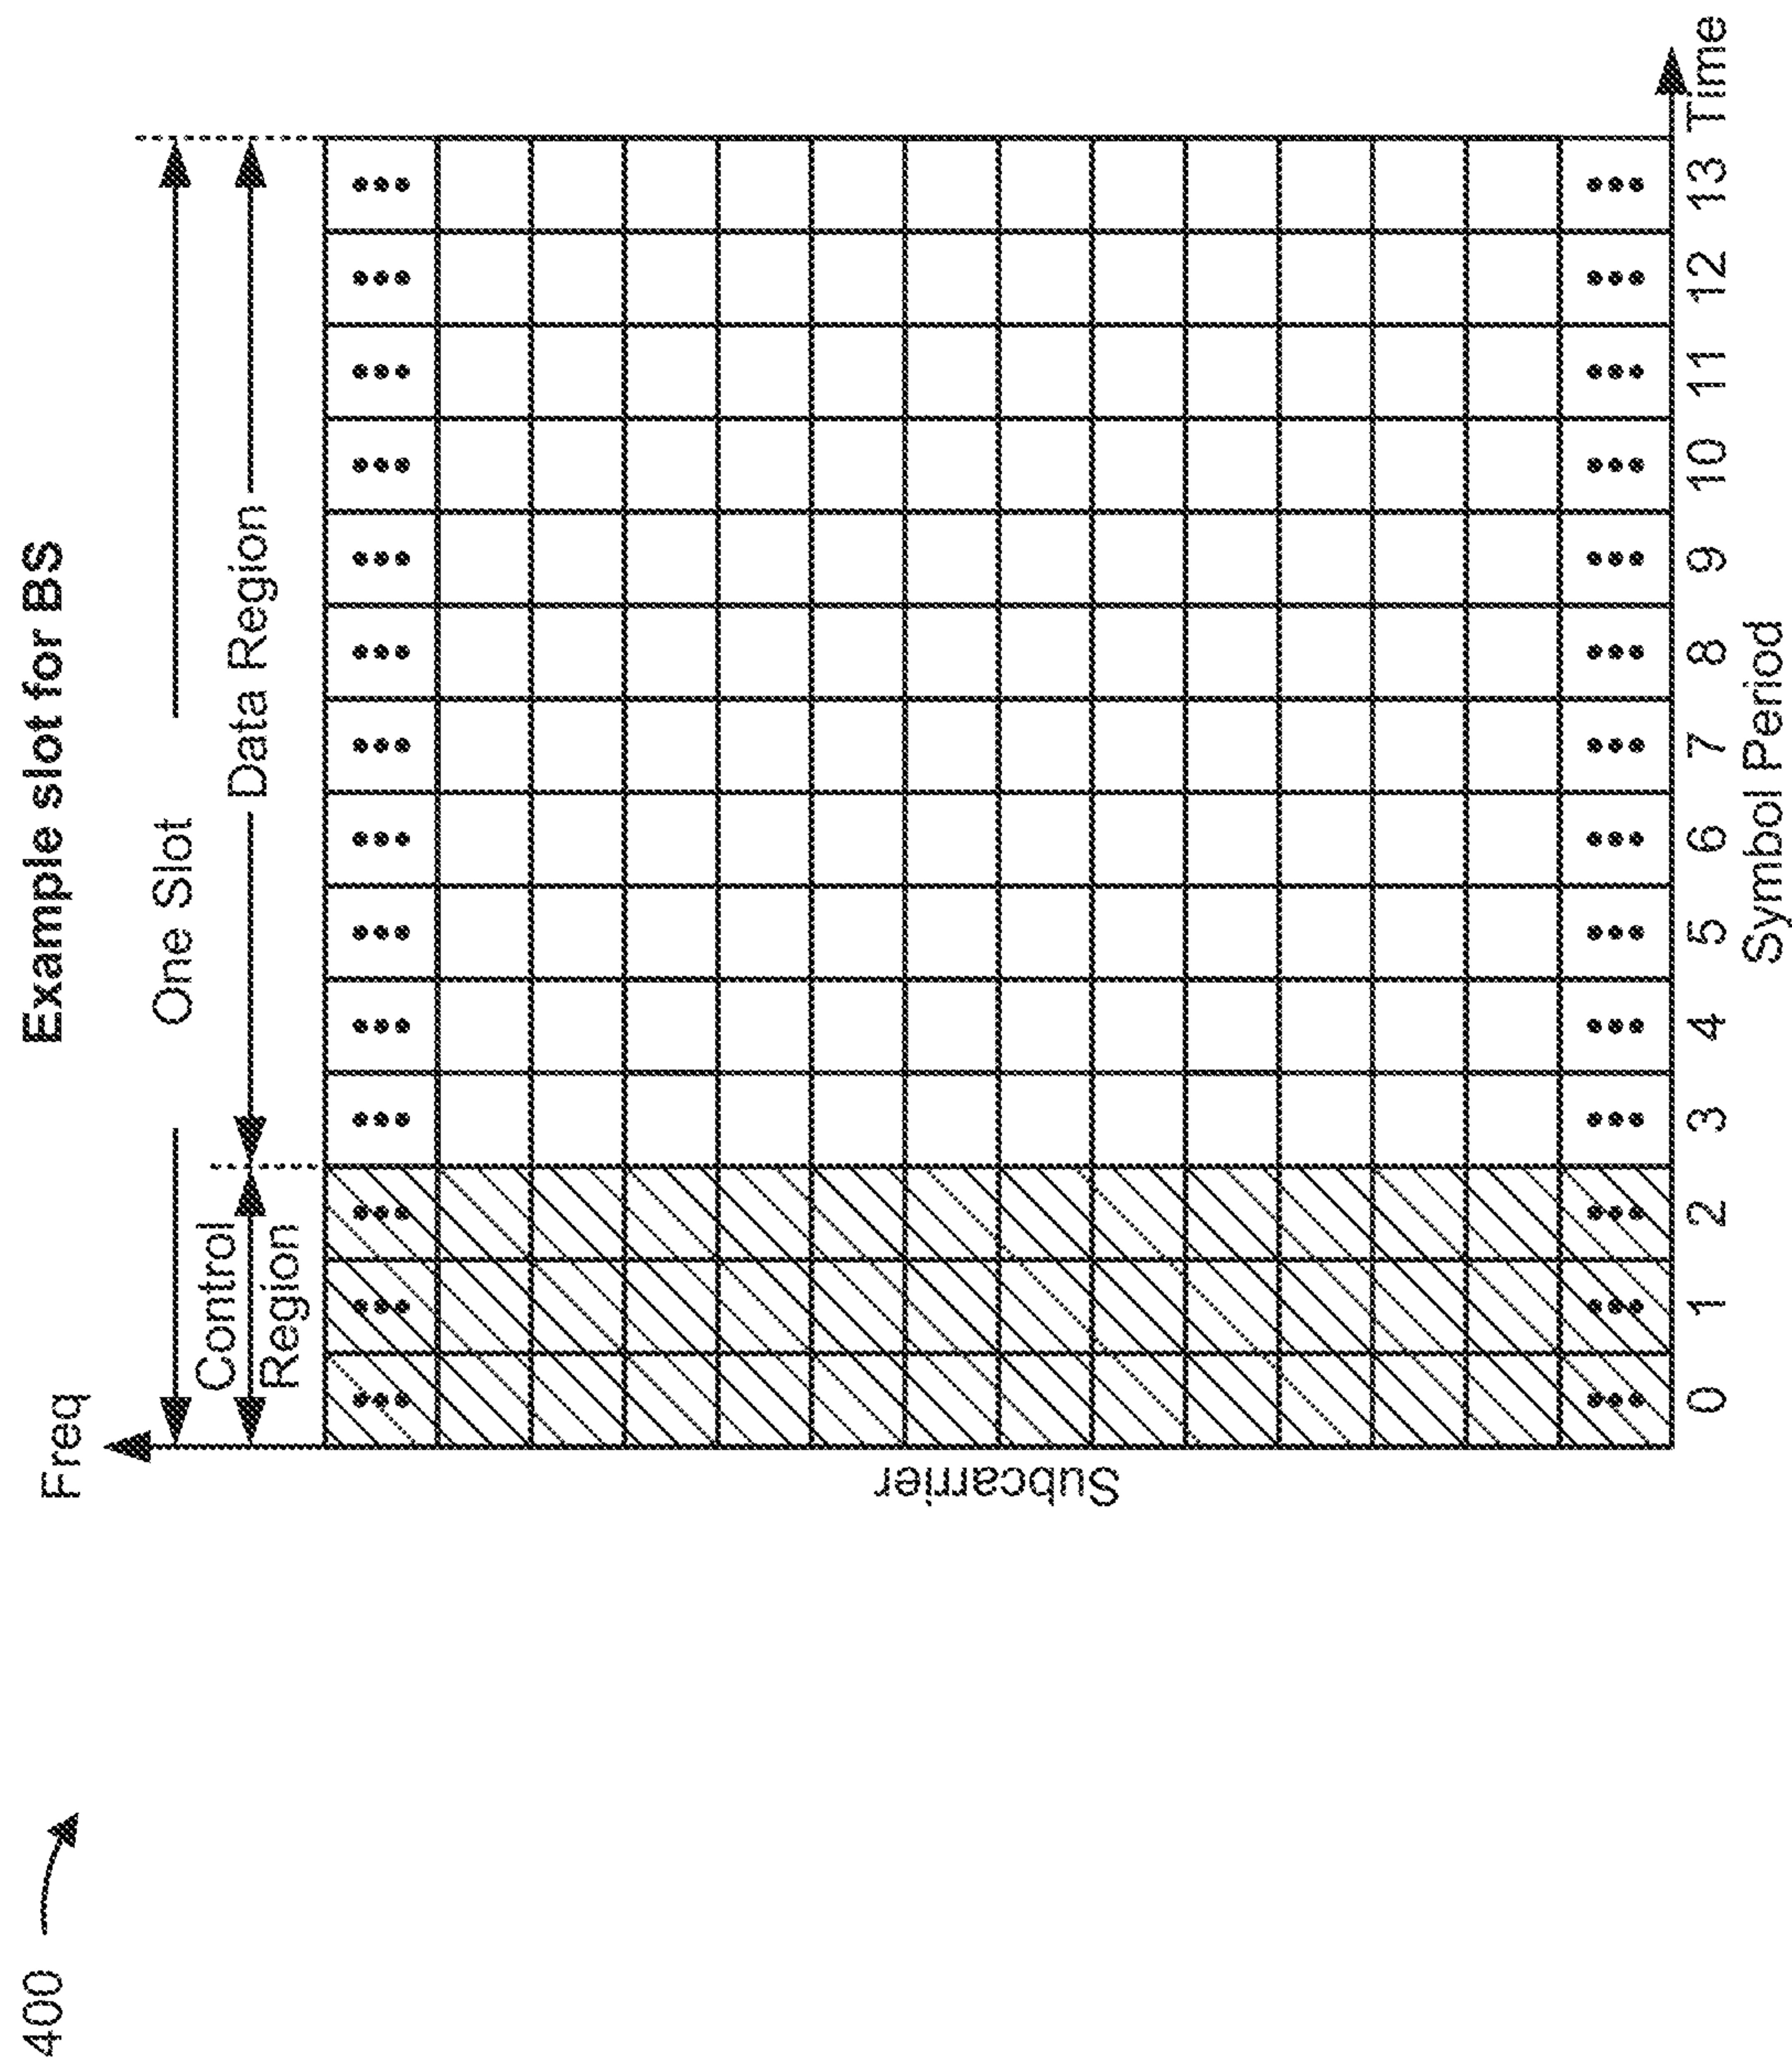 400
Example slot for BS
Freq
One Slot
Control
Region
Data Region
Subcarrier
0 1 2 3 4 5 6 7 8 9 10 11 12 13 Time
Symbol Period